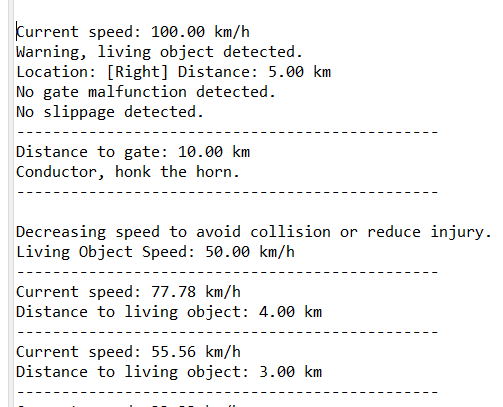 Current speed: 100.00 km/h
Warning, living object detected.
Location: [Right] Distance: 5.00 km
No gate malfunction detected.
No slippage detected.
-----------------------------------------------
Distance to gate: 10.00 km
Conductor, honk the horn.
-----------------------------------------------
Decreasing speed to avoid collision or reduce injury.
Living Object Speed: 50.00 km/h
-----------------------------------------------
Current speed: 77.78 km/h
Distance to living object: 4.00 km
-----------------------------------------------
Current speed: 55.56 km/h
Distance to living object: 3.00 km
-----------------------------------------------